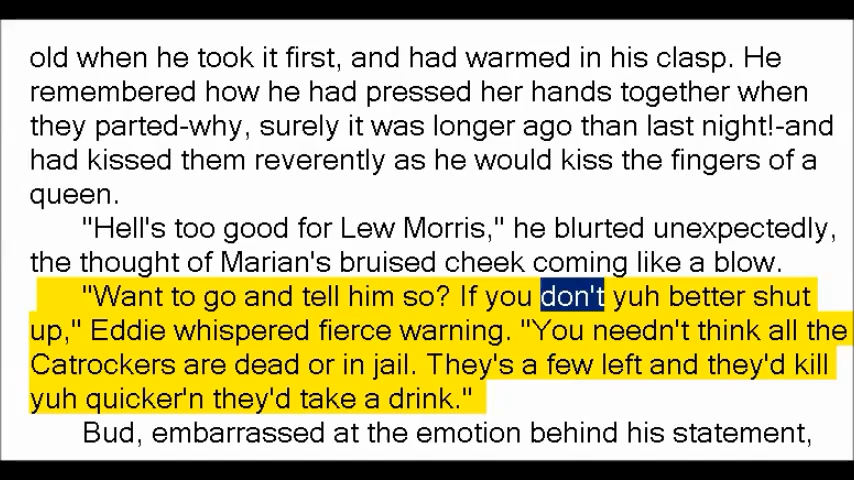 old when he took it first, and had warmed in his clasp. He
remembered how he had pressed her hands together when
they parted-why, surely it was longer ago than last night!-and
had kissed them reverently as he would kiss the fingers of a
queen.
"Hell's too good for Lew Morris," he blurted unexpectedly,
the thought of Marian's bruised cheek coming like a blow.
"Want to go and tell him so? If you don't yuh better shut
up," Eddie whispered fierce warning. "You needn't think all the
Catrockers are dead or in jail. They's a few left and they'd kill
yuh quicker'n they'd take a drink."
Bud, embarrassed at the emotion behind his statement,